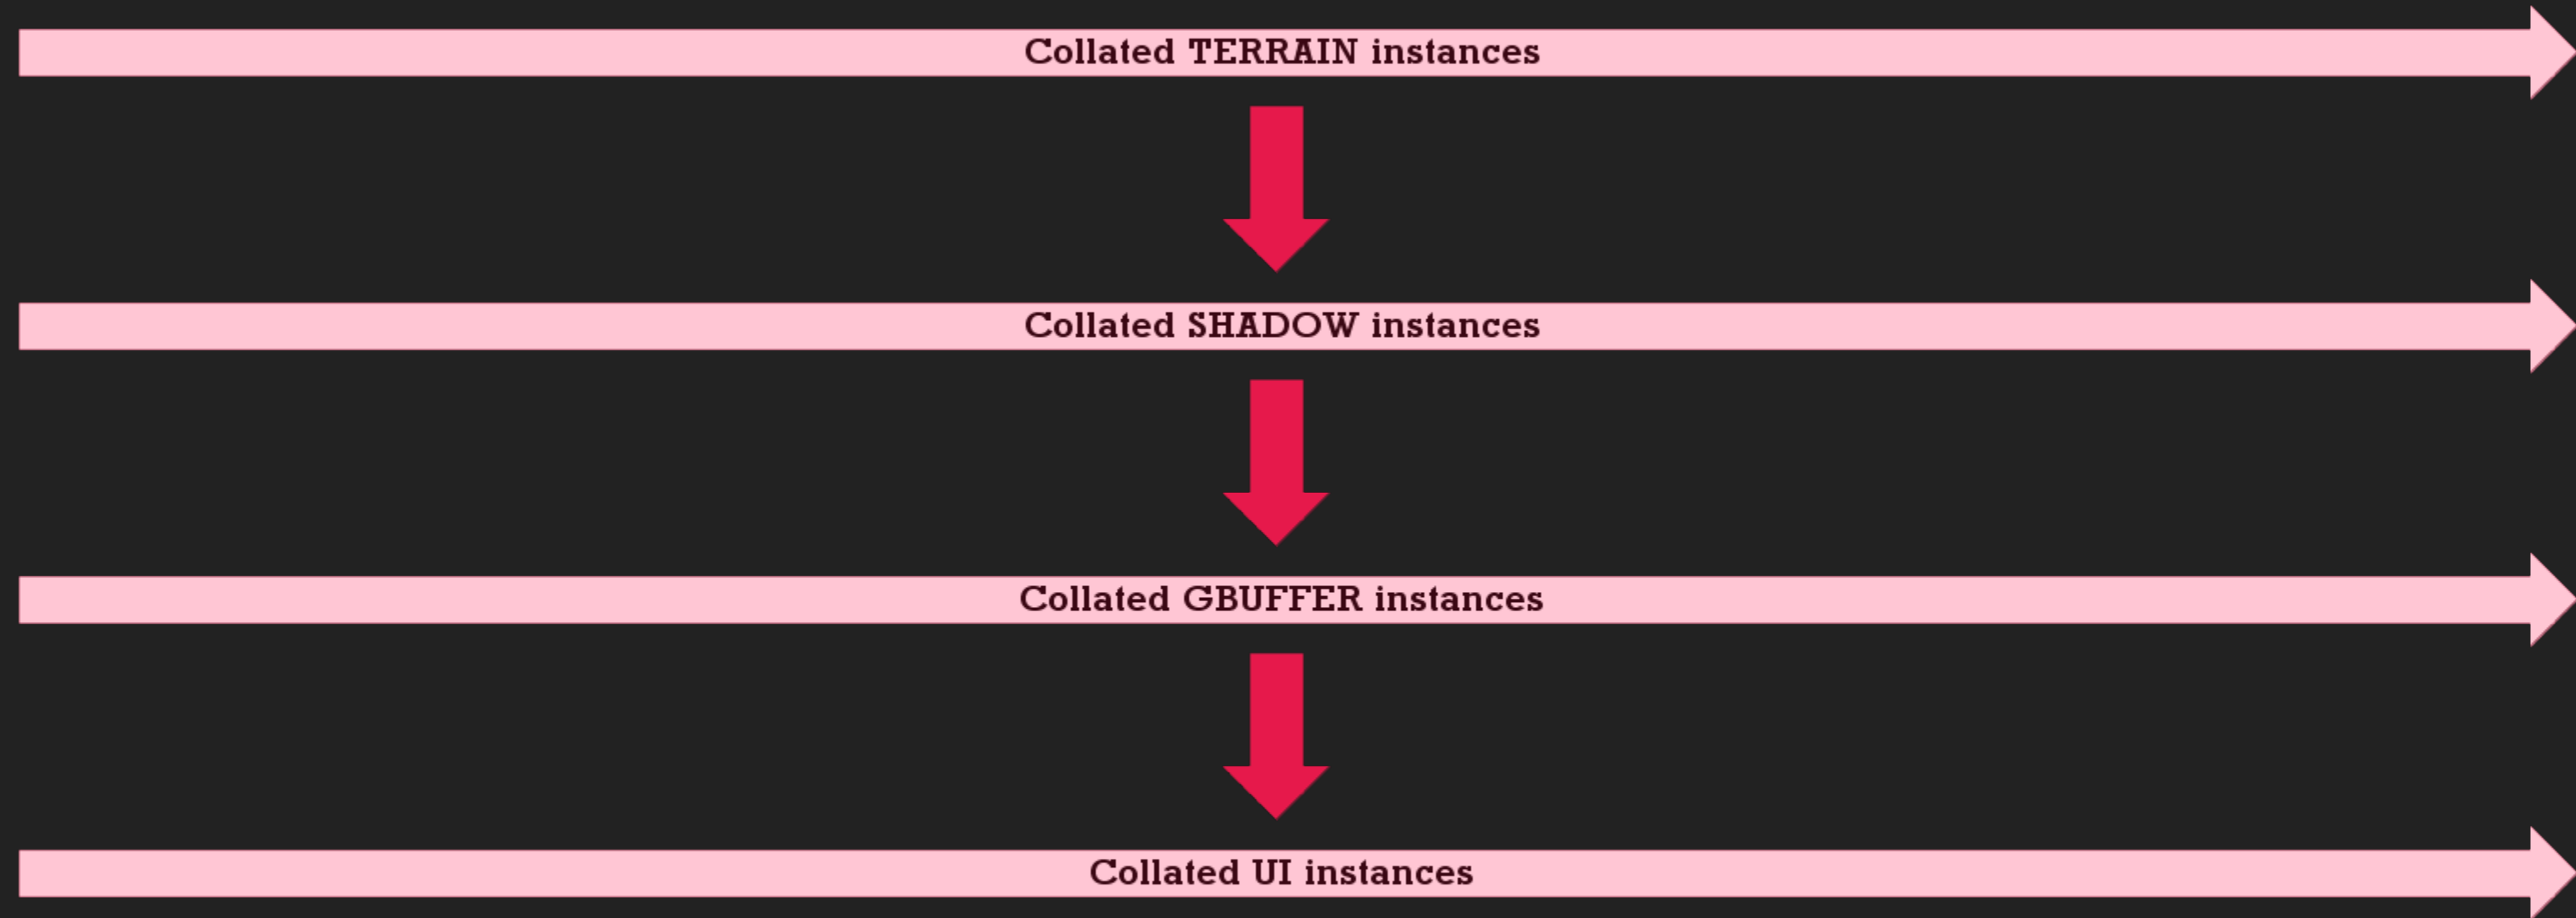 Collated TERRAIN instances
Collated SHADOW instances
Collated GBUFFER instances
Collated UI instances